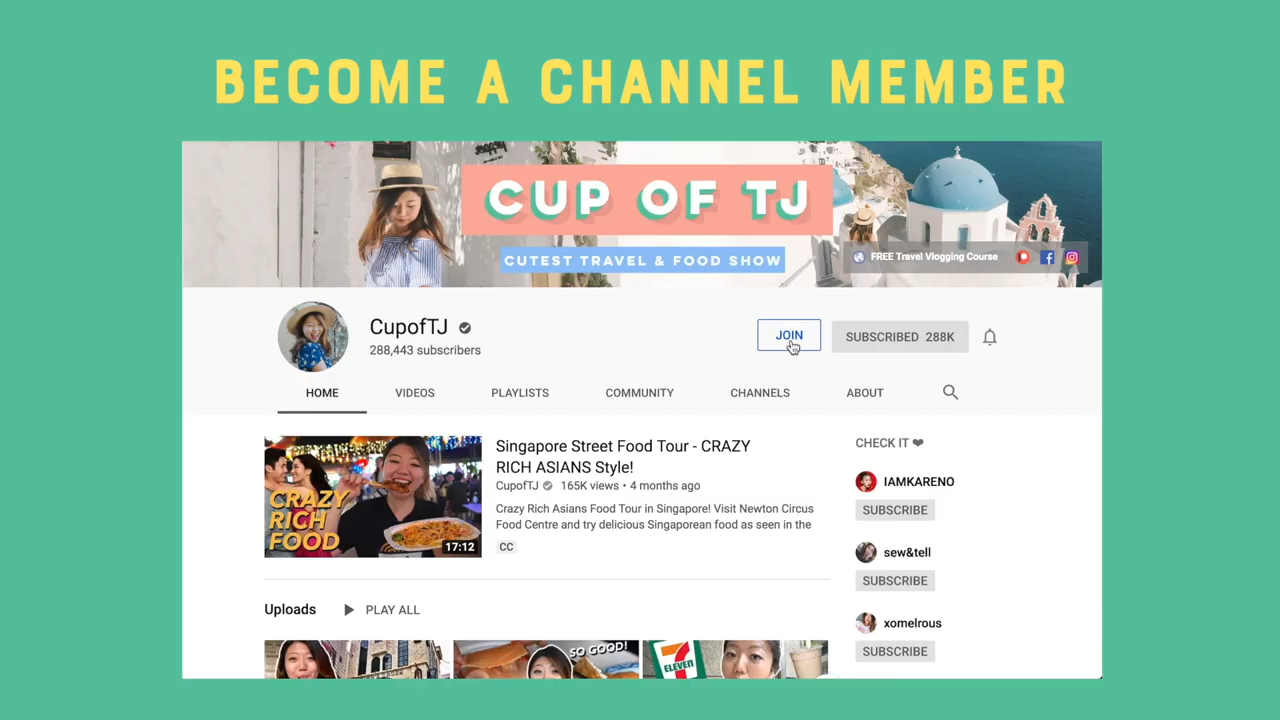 BECOME A CHANNEL MEMBER
CUP OF TJ
CUTEST TRAVEL & FOOD SHOW
FREE Travel Vlogging Course
CupofTJ
288,443 subscribers
JOIN
SUBSCRIBED 288K
HOME VIDEOS PLAYLISTS COMMUNITY CHANNELS ABOUT
CRAZY
RICH
FOOD
17:12
Singapore Street Food Tour - CRAZY
RICH ASIANS Style!
CupofTJ 165K views • 4 months ago
Crazy Rich Asians Food Tour in Singapore! Visit Newton Circus
Food Centre and try delicious Singaporean food as seen in the
CC
CHECK IT ❤
IAMKARENO
SUBSCRIBE
sew&tell
SUBSCRIBE
xomelrous
SUBSCRIBE
Uploads PLAY ALL
SO GOOD!
ELEVEN